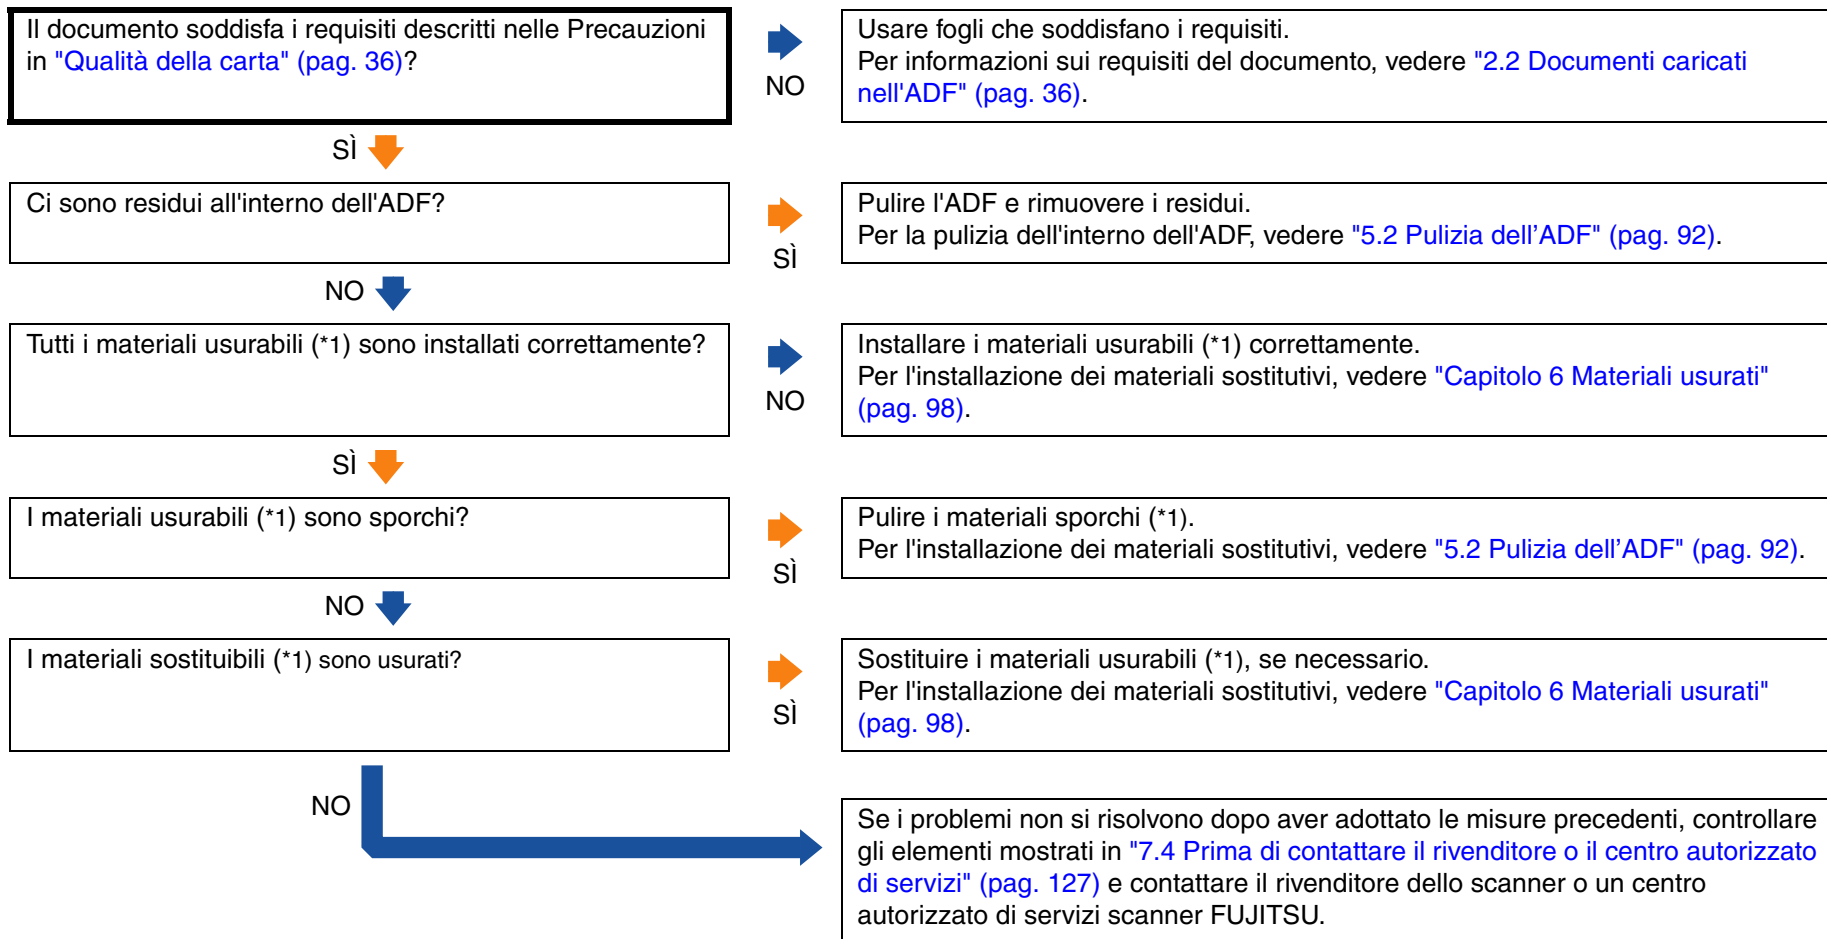 Il documento soddisfa i requisiti descritti nelle Precauzioni
in "Qualità della carta" (pag. 36)?
NO
Usare fogli che soddisfano i requisiti.
Per informazioni sui requisiti del documento, vedere "2.2 Documenti caricati
nell'ADF" (pag. 36).
SÌ
Ci sono residui all'interno dell'ADF?
SÌ
Pulire l'ADF e rimuovere i residui.
Per la pulizia dell'interno dell'ADF, vedere "5.2 Pulizia dell’ADF" (pag. 92).
NO
Tutti i materiali usurabili (*1) sono installati correttamente?
NO
Installare i materiali usurabili (*1) correttamente.
Per l'installazione dei materiali sostitutivi, vedere "Capitolo 6 Materiali usurati"
(pag. 98).
SÌ
I materiali usurabili (*1) sono sporchi?
SÌ
Pulire i materiali sporchi (*1).
Per l'installazione dei materiali sostitutivi, vedere "5.2 Pulizia dell’ADF" (pag. 92).
NO
I materiali sostituibili (*1) sono usurati?
SÌ
Sostituire i materiali usurabili (*1), se necessario.
Per l'installazione dei materiali sostitutivi, vedere "Capitolo 6 Materiali usurati"
(pag. 98).
NO
Se i problemi non si risolvono dopo aver adottato le misure precedenti, controllare
gli elementi mostrati in "7.4 Prima di contattare il rivenditore o il centro autorizzato
di servizi" (pag. 127) e contattare il rivenditore dello scanner o un centro
autorizzato di servizi scanner FUJITSU.